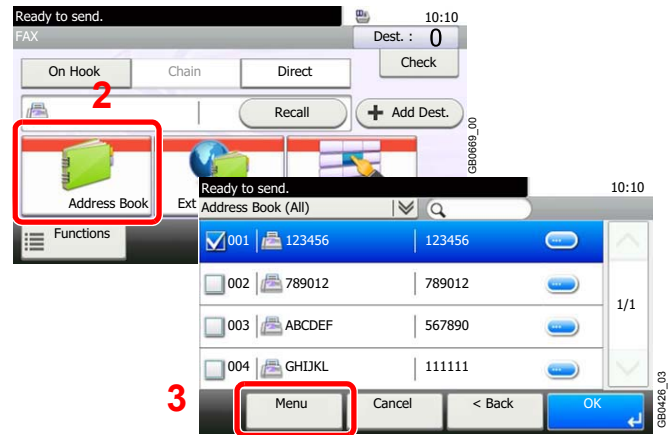 Ready to send. 10:10
FAX Dest. : 0
On Hook Chain Direct Check
2
Recall + Add Dest.
Address Book Ext
Functions
GB0669_00
Ready to send. 10:10
Address Book (All)
001 123456 123456
002 789012 789012
1/1
003 ABCDEF 567890
004 GHIJKL 111111
3
Menu Cancel < Back OK
GB0426_03